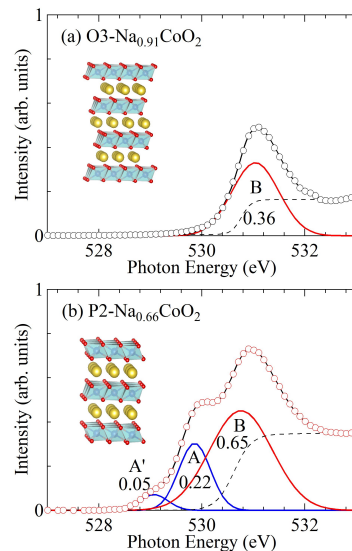 (a) O3-Na₀.₉₁CoO₂
1
Intensity (arb. units)
B
0.36
0
528 530 532
Photon Energy (eV)
(b) P2-Na₀.₆₆CoO₂
1
Intensity (arb. units)
B
0.65
A
0.22
A'
0.05
0
528 530 532
Photon Energy (eV)